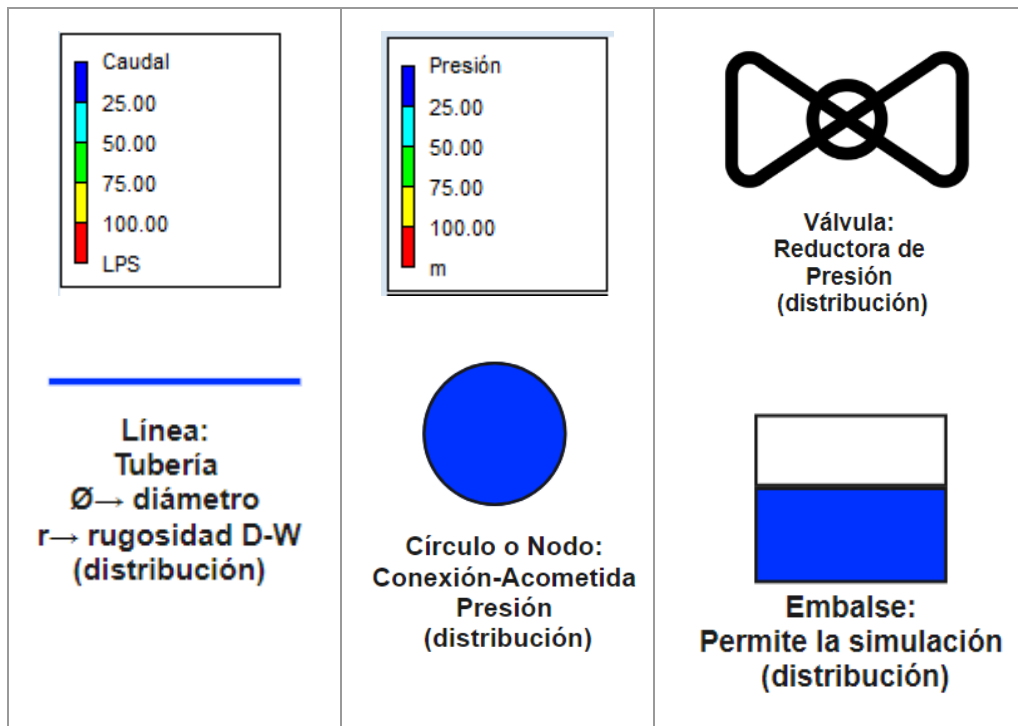 Caudal
25.00
50.00
75.00
100.00
LPS
Línea:
Tubería
Ø→ diámetro
r→ rugosidad D-W
(distribución)
Presión
25.00
50.00
75.00
100.00
m
Círculo o Nodo:
Conexión-Acometida
Presión
(distribución)
Válvula:
Reductora de
Presión
(distribución)
Embalse:
Permite la simulación
(distribución)